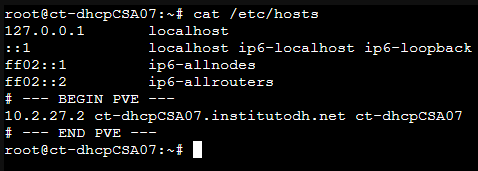 root@ct-dhcpCSA07:~# cat /etc/hosts
127.0.0.1       localhost
::1             localhost ip6-localhost ip6-loopback
ff02::1         ip6-allnodes
ff02::2         ip6-allrouters
# --- BEGIN PVE ---
10.2.27.2 ct-dhcpCSA07.institutodh.net ct-dhcpCSA07
# --- END PVE ---
root@ct-dhcpCSA07:~#